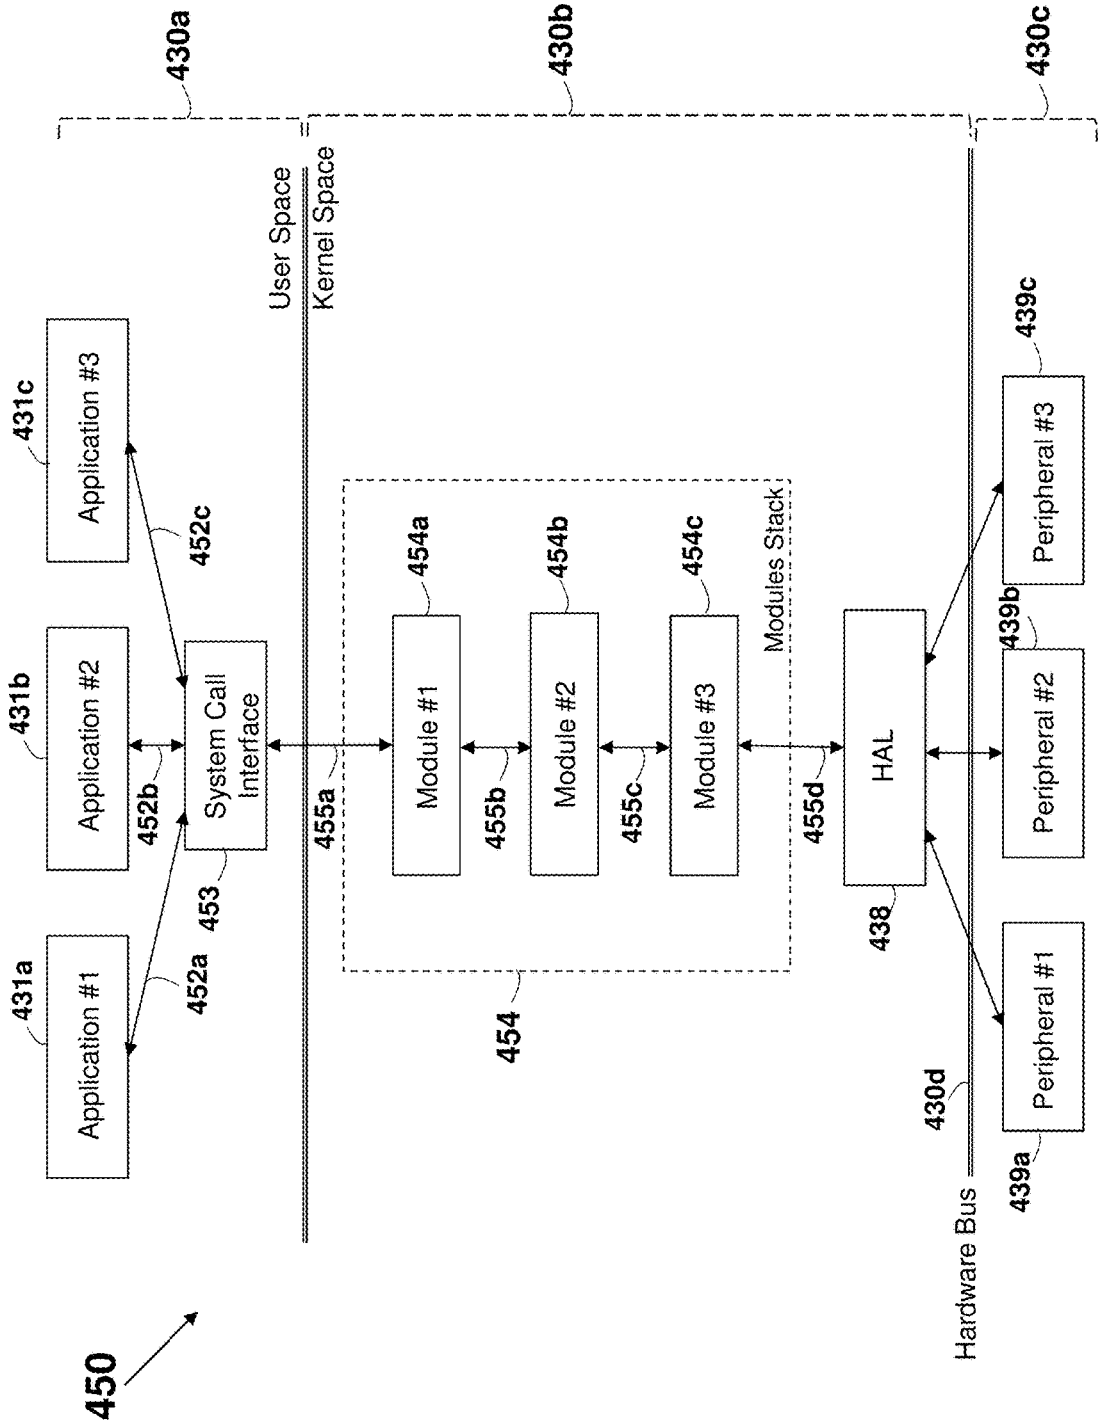 450
430a
430b
430c
431a
431b
431c
Application #1
Application #2
Application #3
452a
452b
452c
453
System Call
Interface
User Space
Kernel Space
455a
454
Module #1
454a
455b
Module #2
454b
455c
Module #3
454c
Modules Stack
455d
438
HAL
430d
Hardware Bus
439a
439b
439c
Peripheral #1
Peripheral #2
Peripheral #3